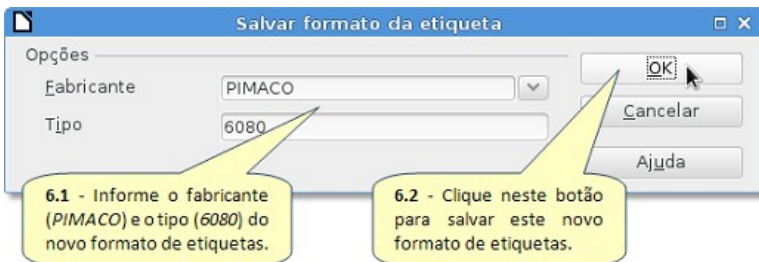 Salvar formato da etiqueta
Opções
Fabricante
PIMACO
OK
Tipo
6080
Cancelar
Ajuda
6.1 - Informe o fabricante
(PIMACO) e o tipo (6080) do
novo formato de etiquetas.
6.2 - Clique neste botão
para salvar este novo
formato de etiquetas.